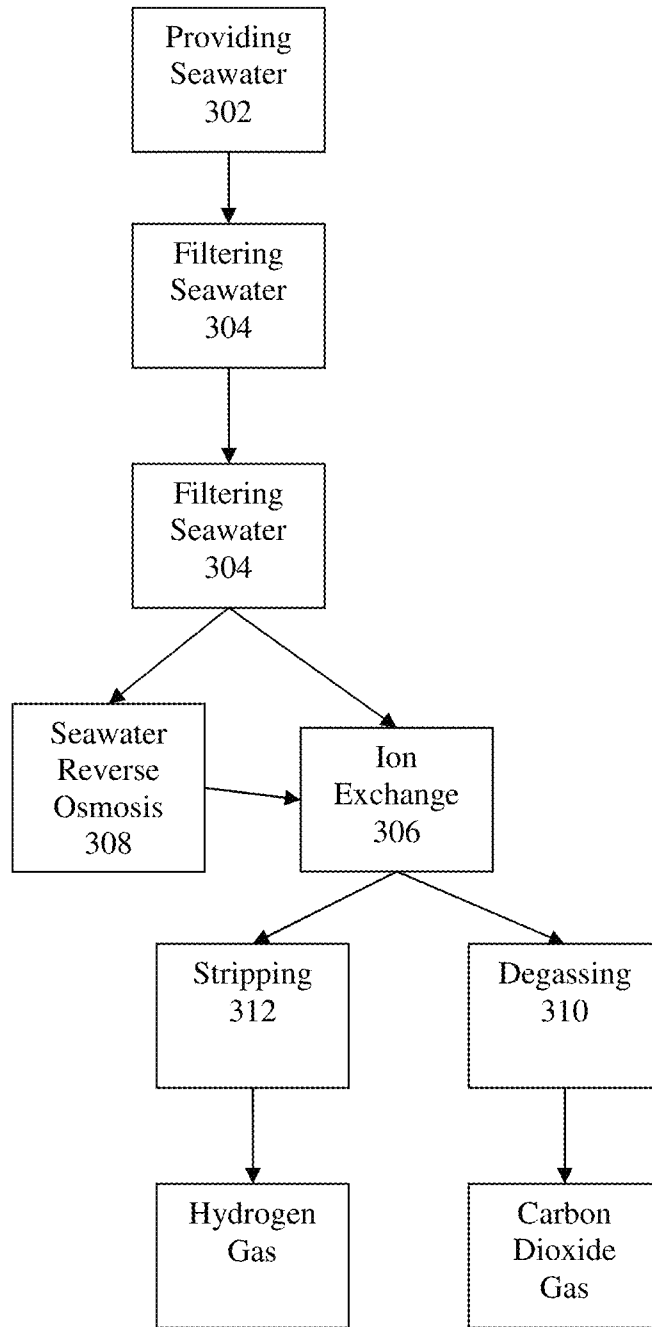 Providing
Seawater
302
Filtering
Seawater
304
Filtering
Seawater
304
Seawater
Reverse
Osmosis
308
Ion
Exchange
306
Stripping
312
Degassing
310
Hydrogen
Gas
Carbon
Dioxide
Gas